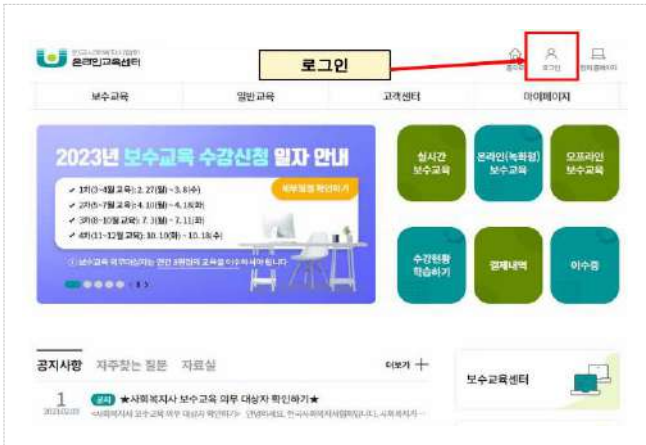 온라인교육센터
로그인
로그인
보수교육 일반교육 고객센터 마이페이지
2023년 보수교육 수강신청 일자 안내
✓ 1차(3~4월 교육): 2. 27(월) ~ 3. 8(수)
✓ 2차(5~7월 교육): 4. 10(월) ~ 4. 18(화)
✓ 3차(8~10월 교육): 7. 3(월) ~ 7. 11(화)
✓ 4차(11~12월 교육): 10. 10(화) ~ 10. 18(수)
세부일정 확인하기
실시간
보수교육
온라인(녹화형)
보수교육
오프라인
보수교육
수강현황
학습하기
결제내역
이수증
공지사항 자주찾는 질문 자료실 더보기 +
1
공지 ★사회복지사 보수교육 의무 대상자 확인하기★
보수교육센터